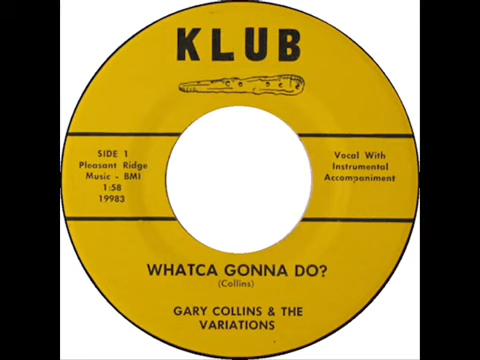 KLUB
SIDE 1
Pleasant Ridge
Music - BMI
1:58
19983
Vocal With
Instrumental
Accompaniment
WHATCA GONNA DO?
(Collins)
GARY COLLINS & THE
VARIATIONS